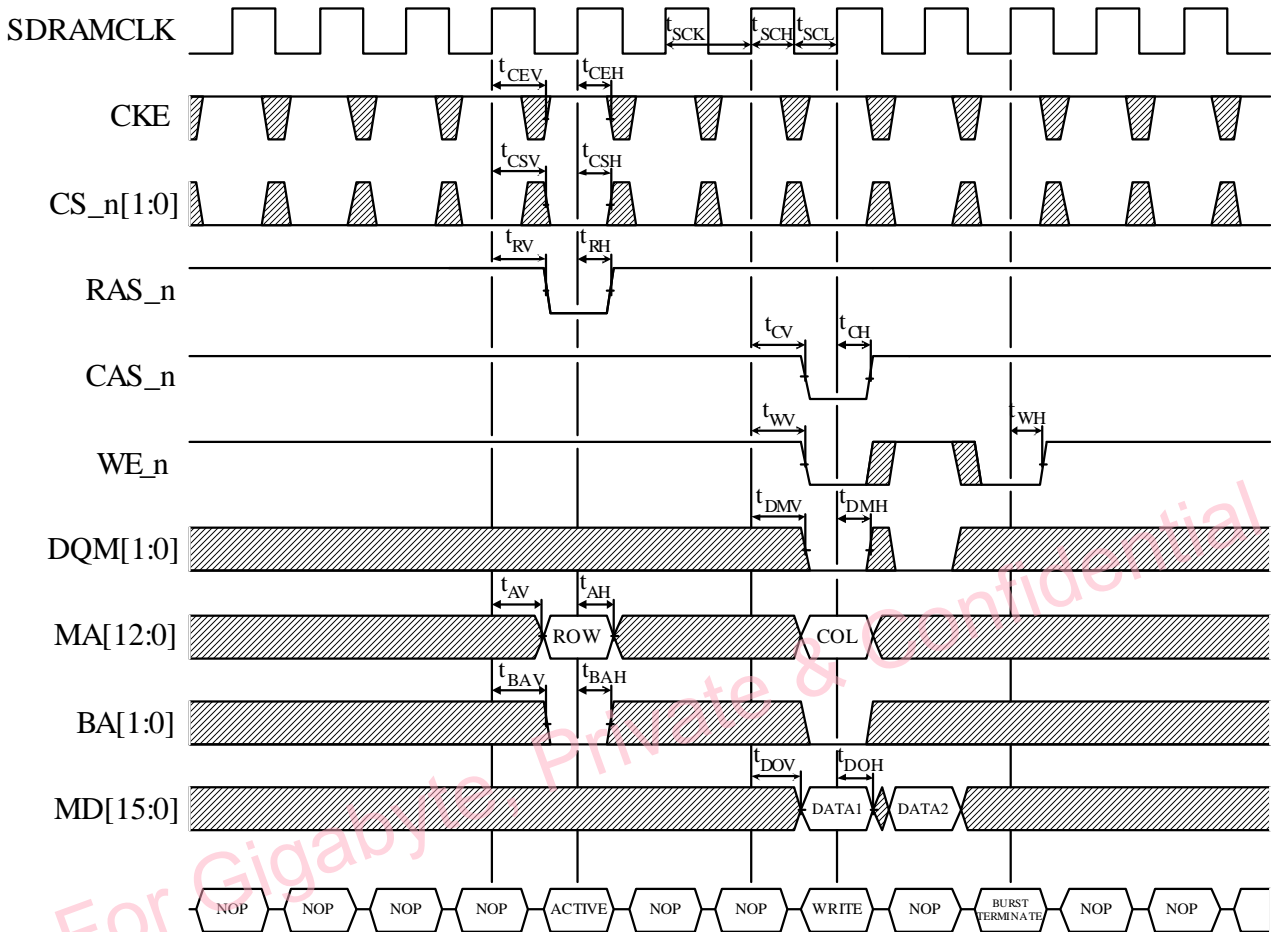 SDRAMCLK
tSCK tSCH tSCL
tCEV tCEH
CKE
tCSV tCSH
CS_n[1:0]
tRV tRH
RAS_n
tCV tCH
CAS_n
tWV tWH
WE_n
tDMV tDMH
DQM[1:0]
tAV tAH
MA[12:0] ROW COL
tBAV tBAH
BA[1:0]
tDOV tDOH
MD[15:0] DATA1 DATA2
NOP NOP NOP NOP ACTIVE NOP NOP WRITE NOP BURST TERMINATE NOP NOP
For Gigabyte, Private & Confidential